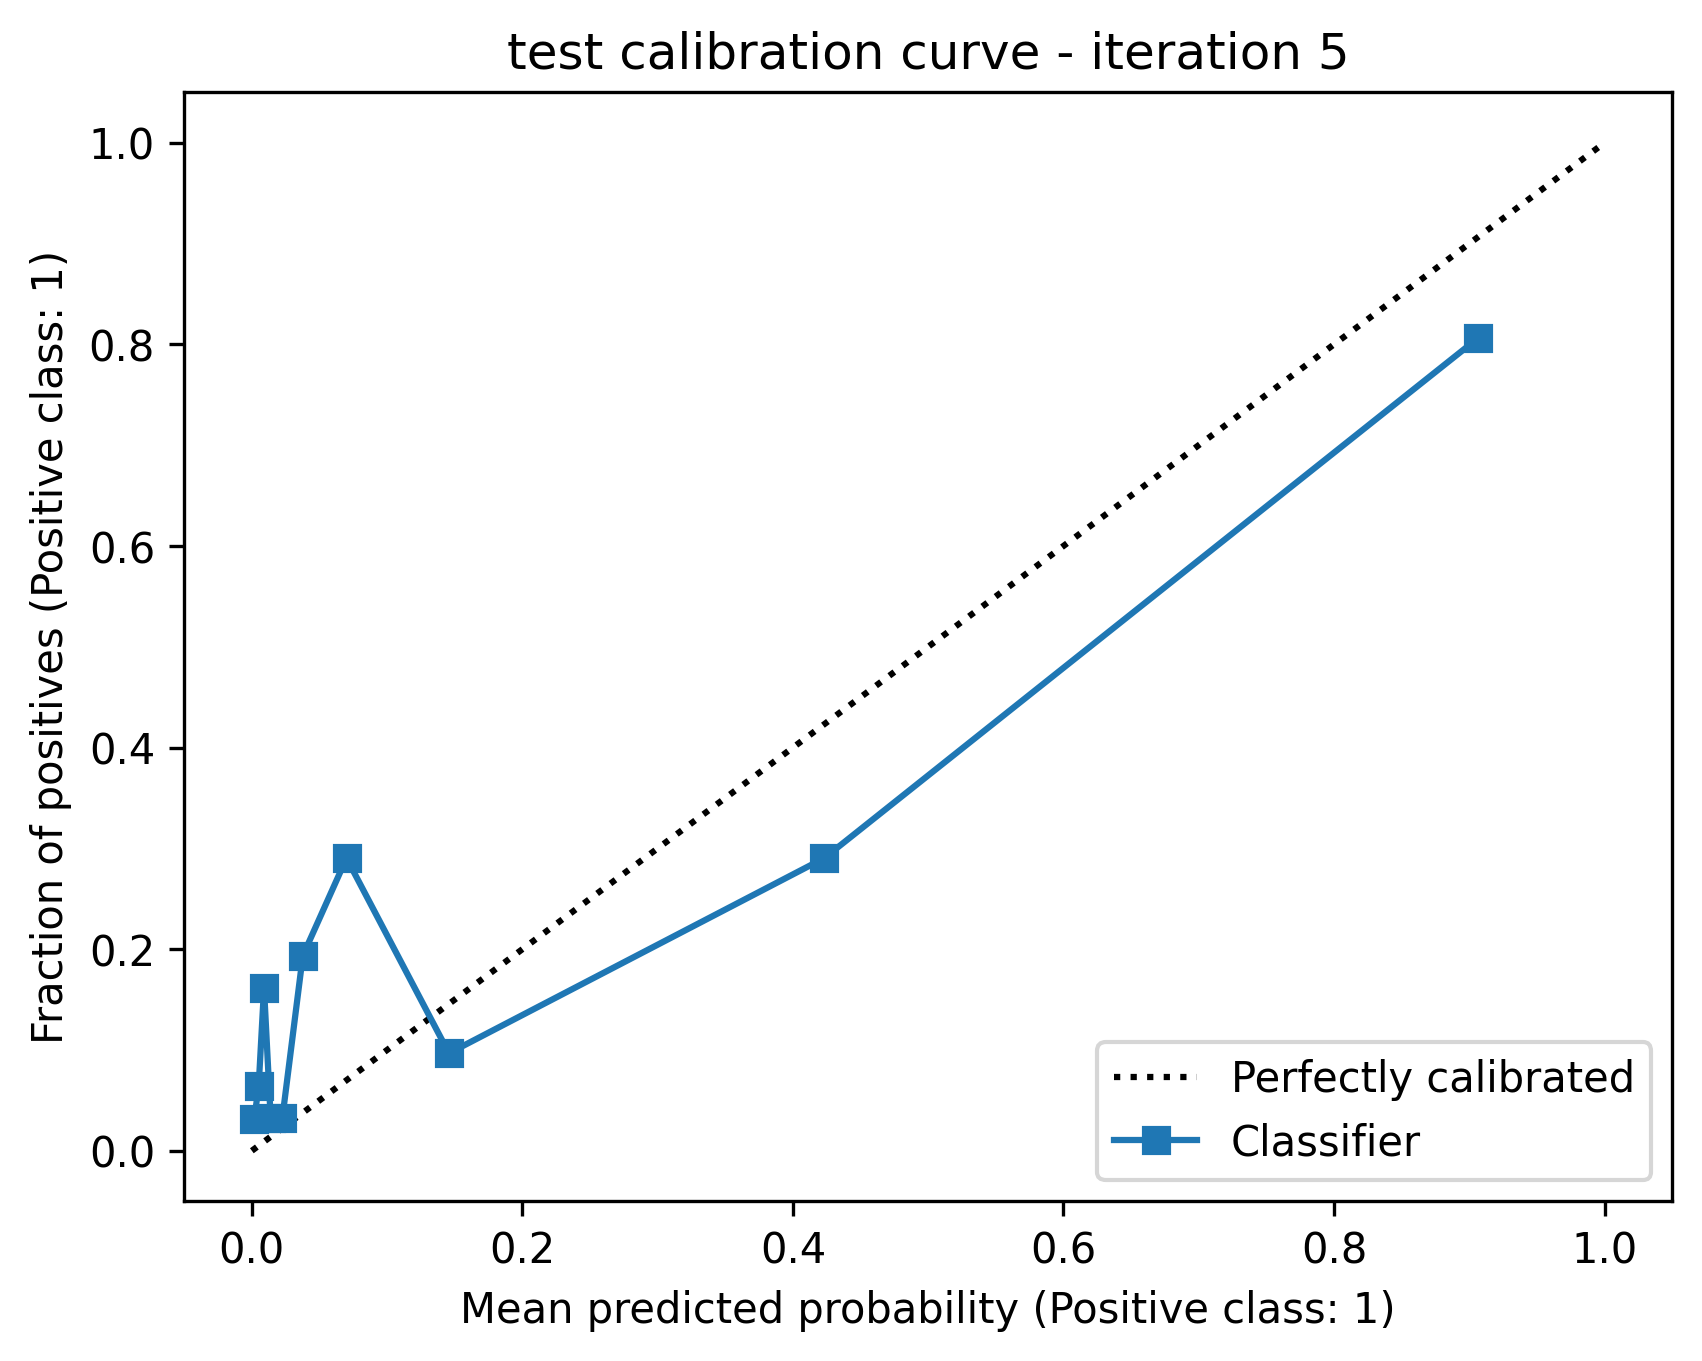 test calibration curve - iteration 5
1.0
0.8
0.6
0.4
0.2
0.0
Fraction of positives (Positive class: 1)
Perfectly calibrated
Classifier
0.0 0.2 0.4 0.6 0.8 1.0
Mean predicted probability (Positive class: 1)